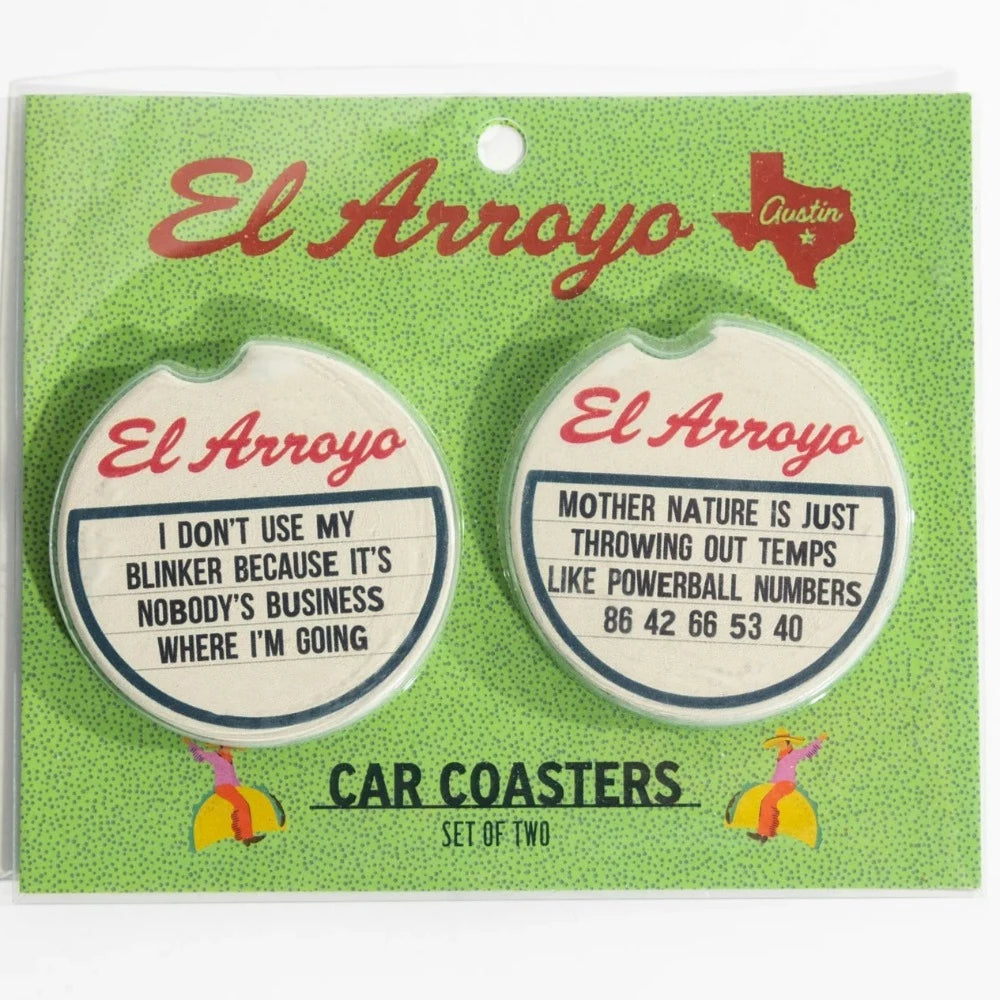 El Arroyo
Austin
El Arroyo
I DON'T USE MY
BLINKER BECAUSE IT'S
NOBODY'S BUSINESS
WHERE I'M GOING
El Arroyo
MOTHER NATURE IS JUST
THROWING OUT TEMPS
LIKE POWERBALL NUMBERS
86 42 66 53 40
CAR COASTERS
SET OF TWO